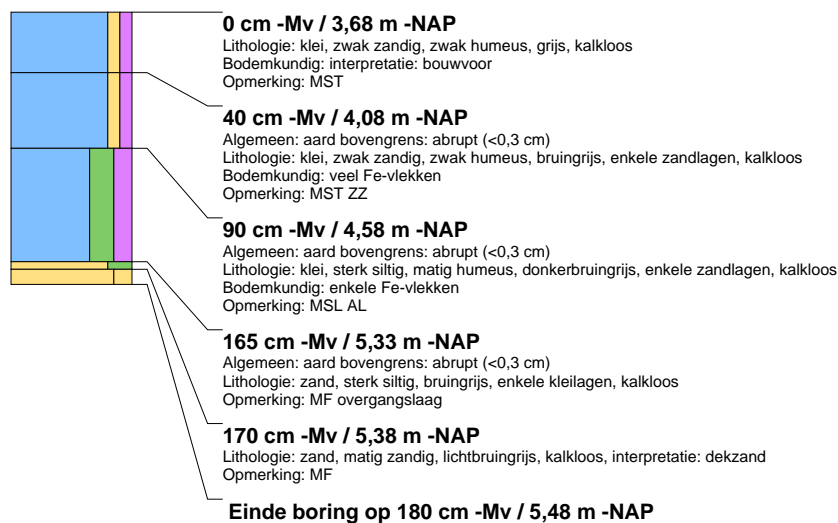 0 cm -Mv / 3,68 m -NAP
Lithologie: klei, zwak zandig, zwak humeus, grijs, kalkloos
Bodemkundig: interpretatie: bouwvoor
Opmerking: MST
40 cm -Mv / 4,08 m -NAP
Algemeen: aard bovengrens: abrupt (<0,3 cm)
Lithologie: klei, zwak zandig, zwak humeus, bruingrijs, enkele zandlagen, kalkloos
Bodemkundig: veel Fe-vlekken
Opmerking: MST ZZ
90 cm -Mv / 4,58 m -NAP
Algemeen: aard bovengrens: abrupt (<0,3 cm)
Lithologie: klei, sterk siltig, matig humeus, donkerbruingrijs, enkele zandlagen, kalkloos
Bodemkundig: enkele Fe-vlekken
Opmerking: MSL AL
165 cm -Mv / 5,33 m -NAP
Algemeen: aard bovengrens: abrupt (<0,3 cm)
Lithologie: zand, sterk siltig, bruingrijs, enkele kleilagen, kalkloos
Opmerking: MF overgangslaag
170 cm -Mv / 5,38 m -NAP
Lithologie: zand, matig zandig, lichtbruingrijs, kalkloos, interpretatie: dekzand
Opmerking: MF
Einde boring op 180 cm -Mv / 5,48 m -NAP